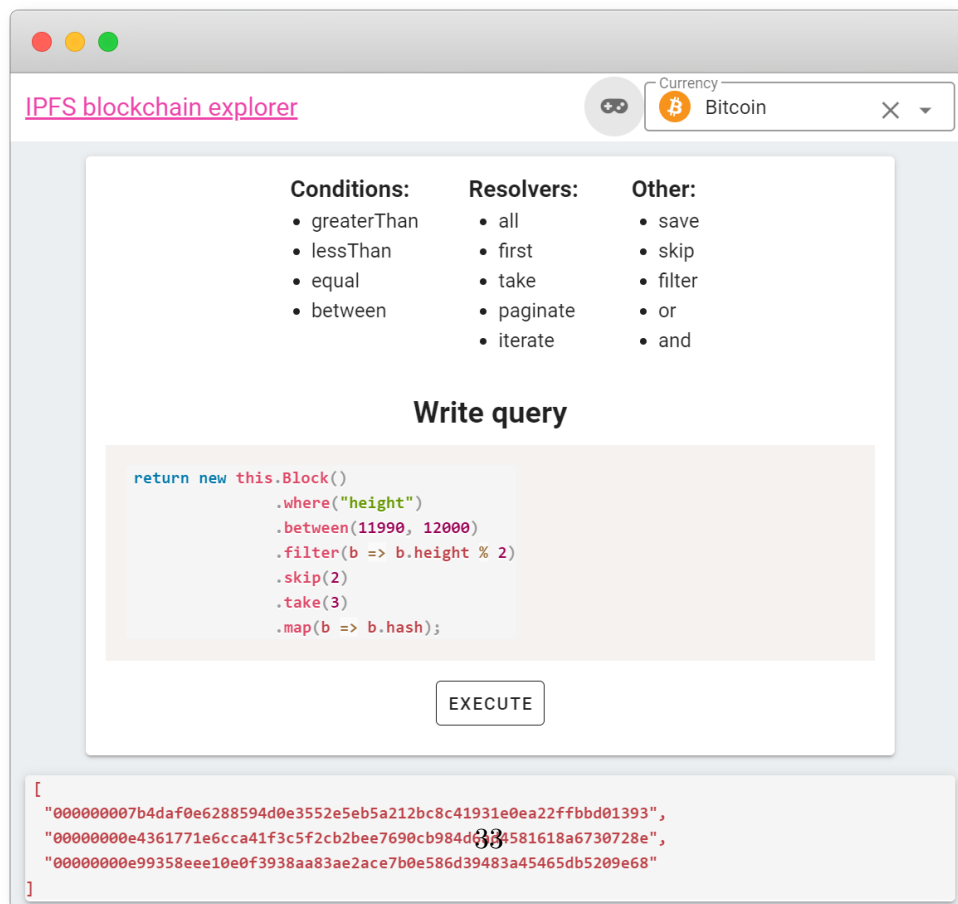 IPFS blockchain explorer
Currency
Bitcoin
Conditions:
greaterThan
lessThan
equal
between
Resolvers:
all
first
take
paginate
iterate
Other:
save
skip
filter
or
and
Write query
return new this.Block()
.where("height")
.between(11990, 12000)
.filter(b => b.height % 2)
.skip(2)
.take(3)
.map(b => b.hash);
EXECUTE
[
"000000007b4daf0e6288594d0e3552e5eb5a212bc8c41931e0ea22ffbbd01393",
33
"00000000e99358eee10e0f3938aa83ae2ace7b0e586d39483a45465db5209e68"
]